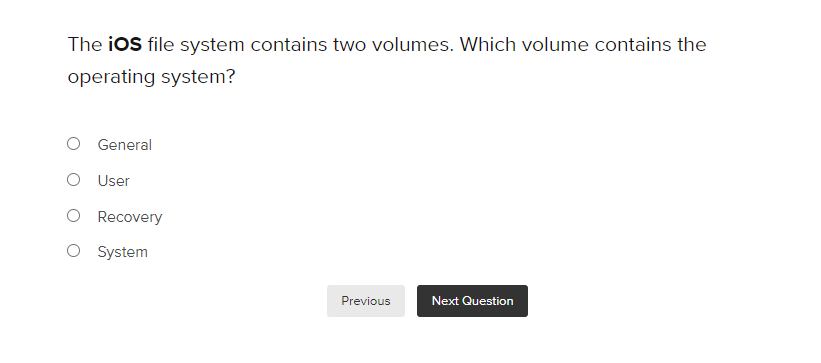 The iOS file system contains two volumes. Which volume contains the
operating system?
General
User
Recovery
System
Previous
Next Question